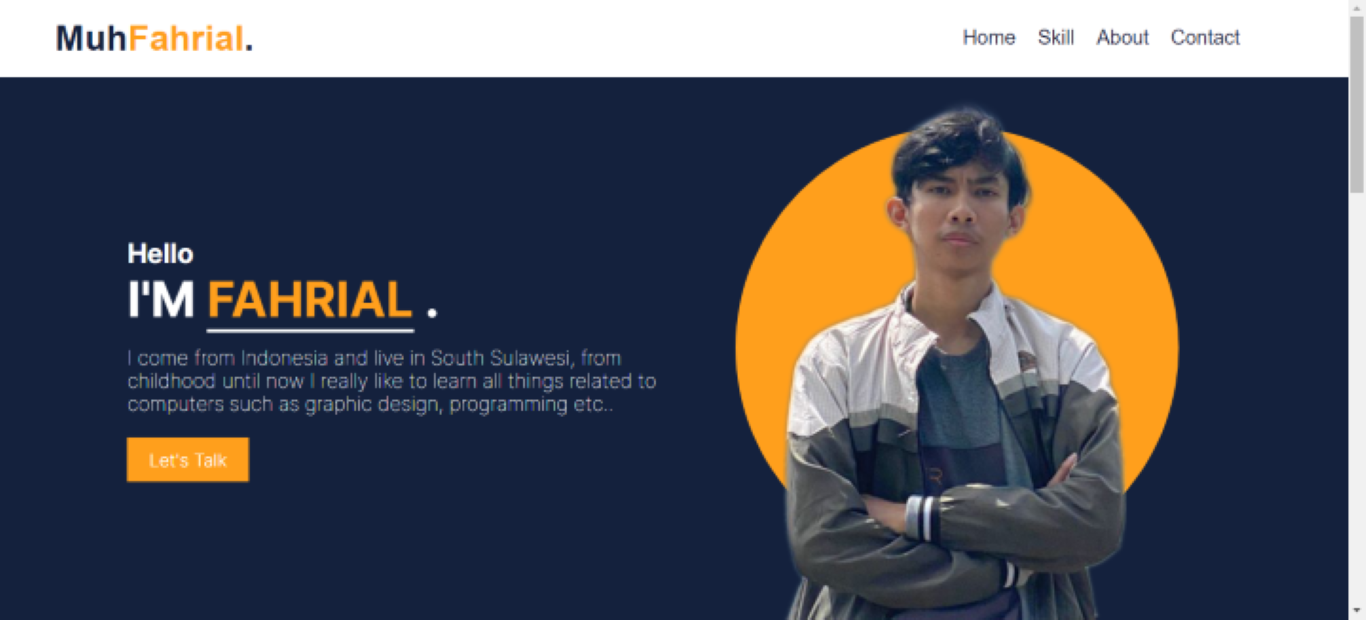 MuhFahrial.
Home Skill About Contact
Hello
I'M FAHRIAL .
I come from Indonesia and live in South Sulawesi, from
childhood until now I really like to learn all things related to
computers such as graphic design, programming etc..
Let's Talk